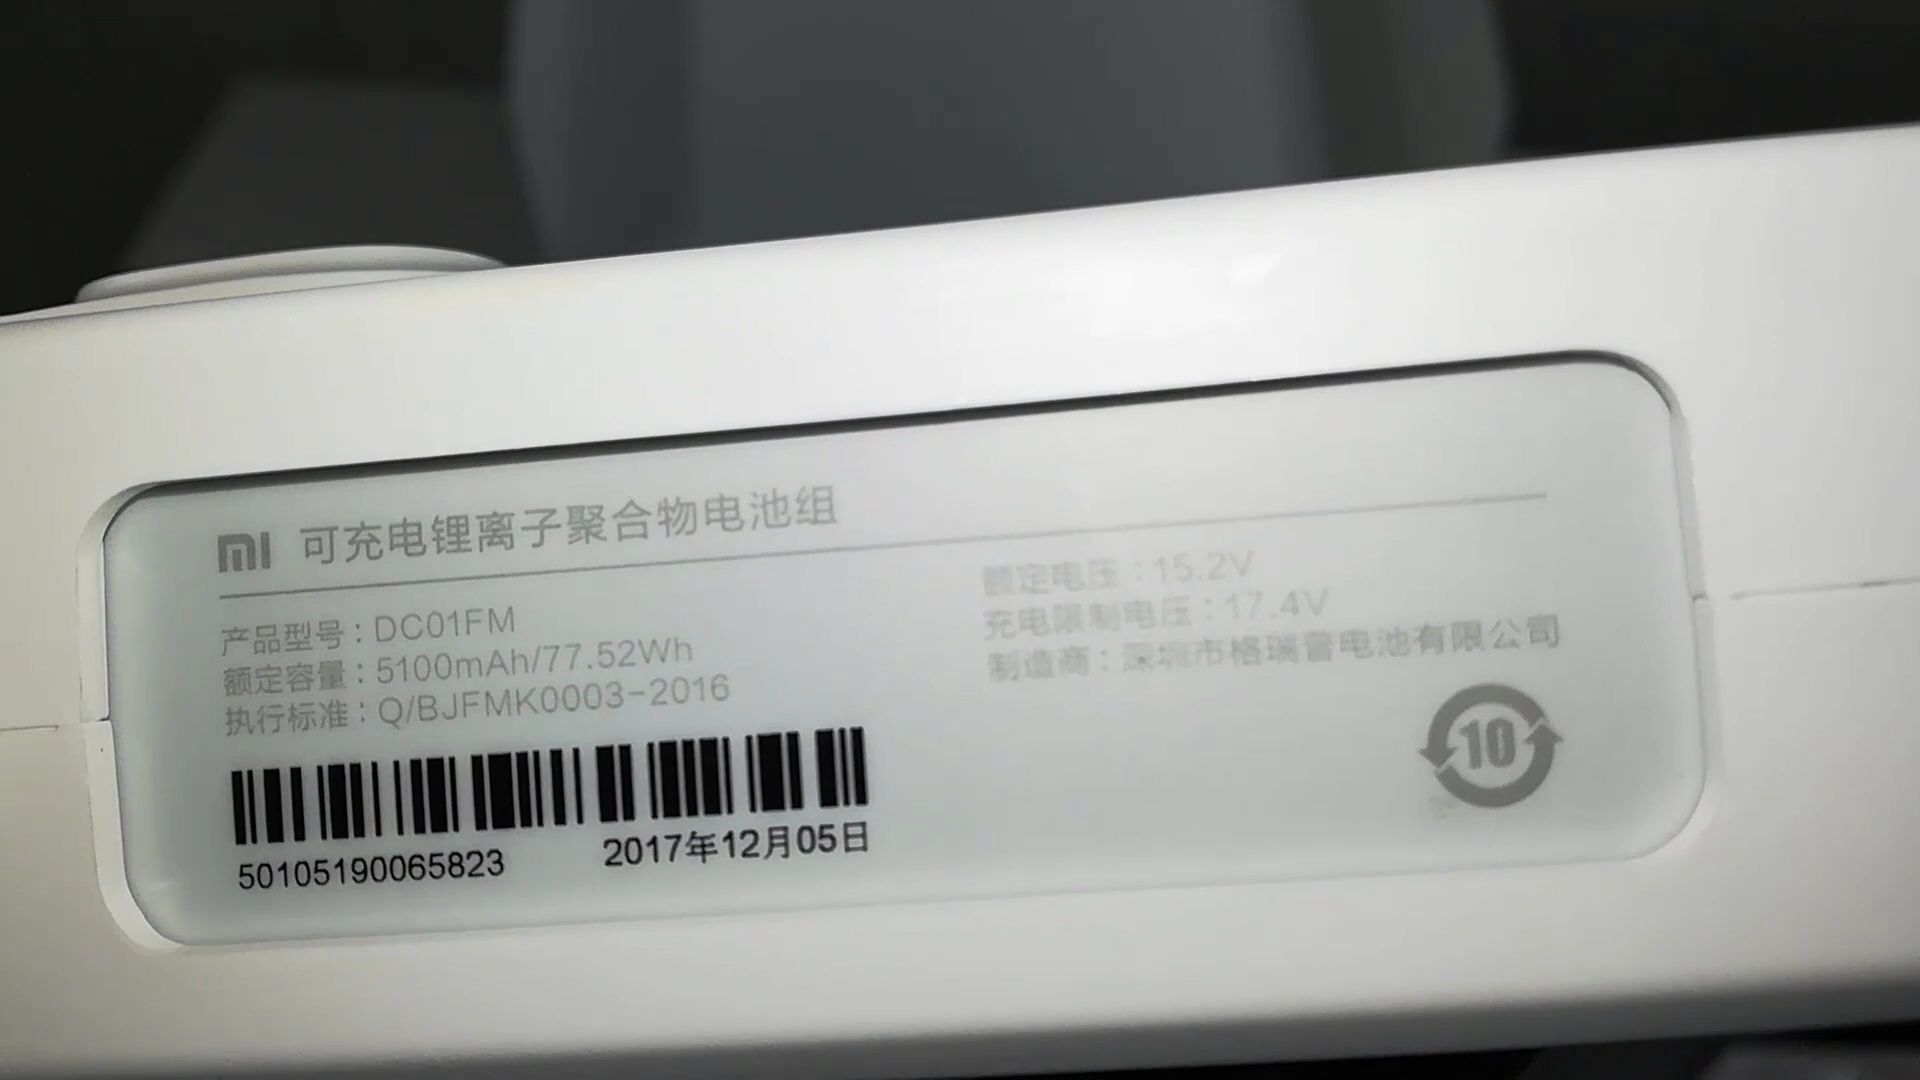 MI 可充电锂离子聚合物电池组
产品型号：DC01FM
额定容量：5100mAh/77.52Wh
执行标准：Q/BJFMK0003-2016
额定电压：15.2V
充电限制电压：17.4V
制造商：深圳市格瑞普电池有限公司
50105190065823
2017年12月05日
10